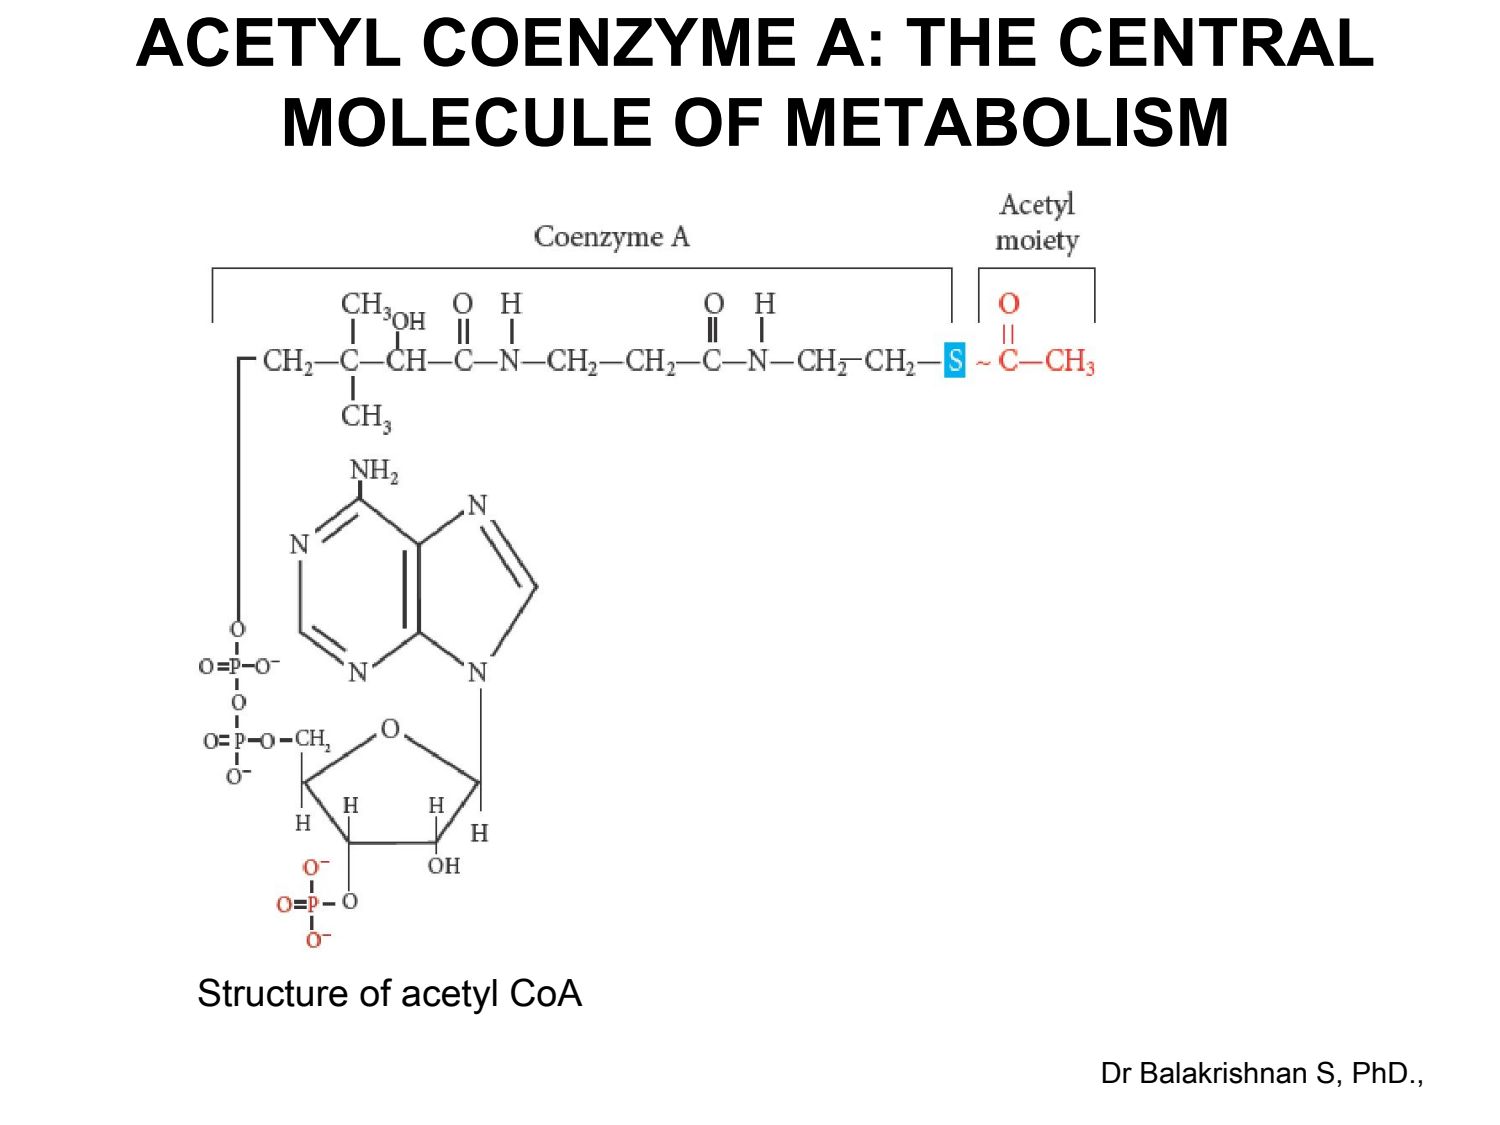 ACETYL COENZYME A: THE CENTRAL
MOLECULE OF METABOLISM
Acetyl
moiety
Coenzyme A
CH₃ O H O H O
OH
CH₂—C—CH—C—N—CH₂—CH₂—C—N—CH₂—CH₂—S ~ C—CH₃
CH₃
NH₂
N
N
O
O=P–O⁻
N N
O
O=P–O–CH₂ O
O⁻
H H
H H
OH
O⁻
O=P–O
O⁻
Structure of acetyl CoA
Dr Balakrishnan S, PhD.,